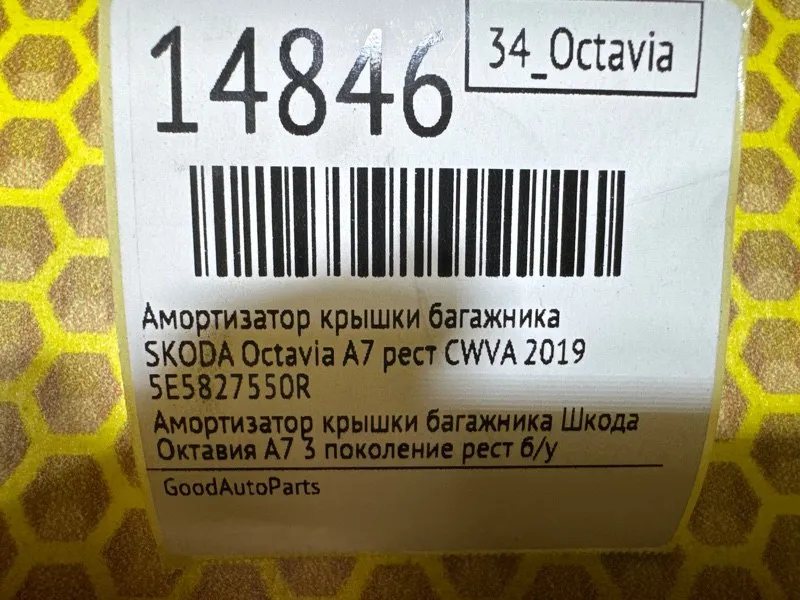 14846
34_Octavia
Амортизатор крышки багажника
SKODA Octavia A7 рест CWVA 2019
5E5827550R
Амортизатор крышки багажника Шкода
Октавия А7 3 поколение рест б/у
GoodAutoParts